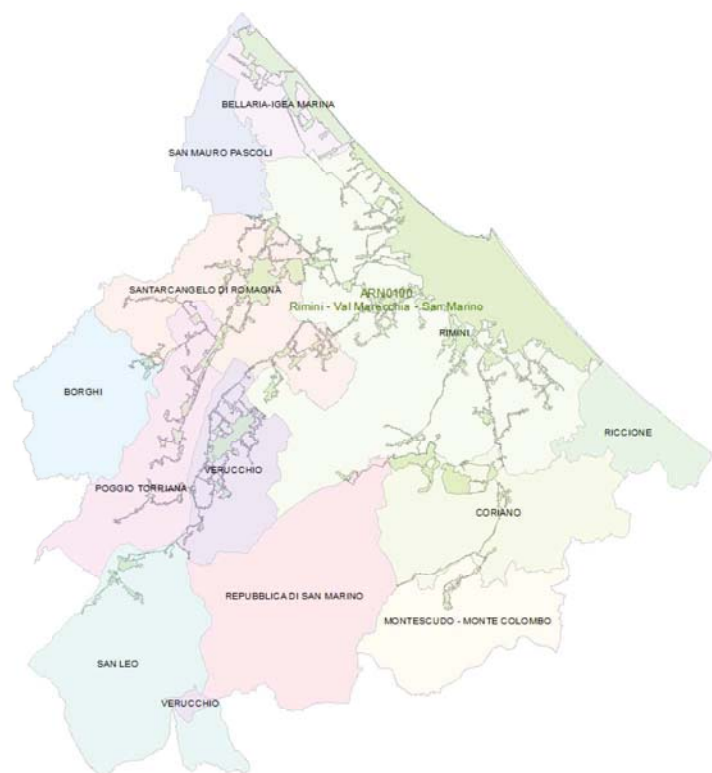 BELLARIA-IGEA MARINA
SAN MAURO PASCOLI
SANTARCANGELO DI ROMAGNA
ARN0100
Rimini - Val Marecchia - San Marino
RIMINI
BORGHI
RICCIONE
VERUCCHIO
POGGIO TORRIANA
CORIANO
REPUBBLICA DI SAN MARINO
MONTESCUDO - MONTE COLOMBO
SAN LEO
VERUCCHIO